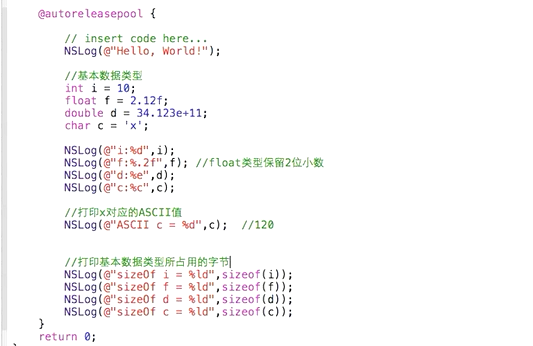 @autoreleasepool {
// insert code here...
NSLog(@"Hello, World!");
//基本数据类型
int i = 10;
float f = 2.12f;
double d = 34.123e+11;
char c = 'x';
NSLog(@"i:%d",i);
NSLog(@"f:%.2f",f); //float类型保留2位小数
NSLog(@"d:%e",d);
NSLog(@"c:%c",c);
//打印x对应的ASCII值
NSLog(@"ASCII c = %d",c);  //120
//打印基本数据类型所占用的字节
NSLog(@"sizeOf i = %ld",sizeof(i));
NSLog(@"sizeOf f = %ld",sizeof(f));
NSLog(@"sizeOf d = %ld",sizeof(d));
NSLog(@"sizeOf c = %ld",sizeof(c));
}
return 0;